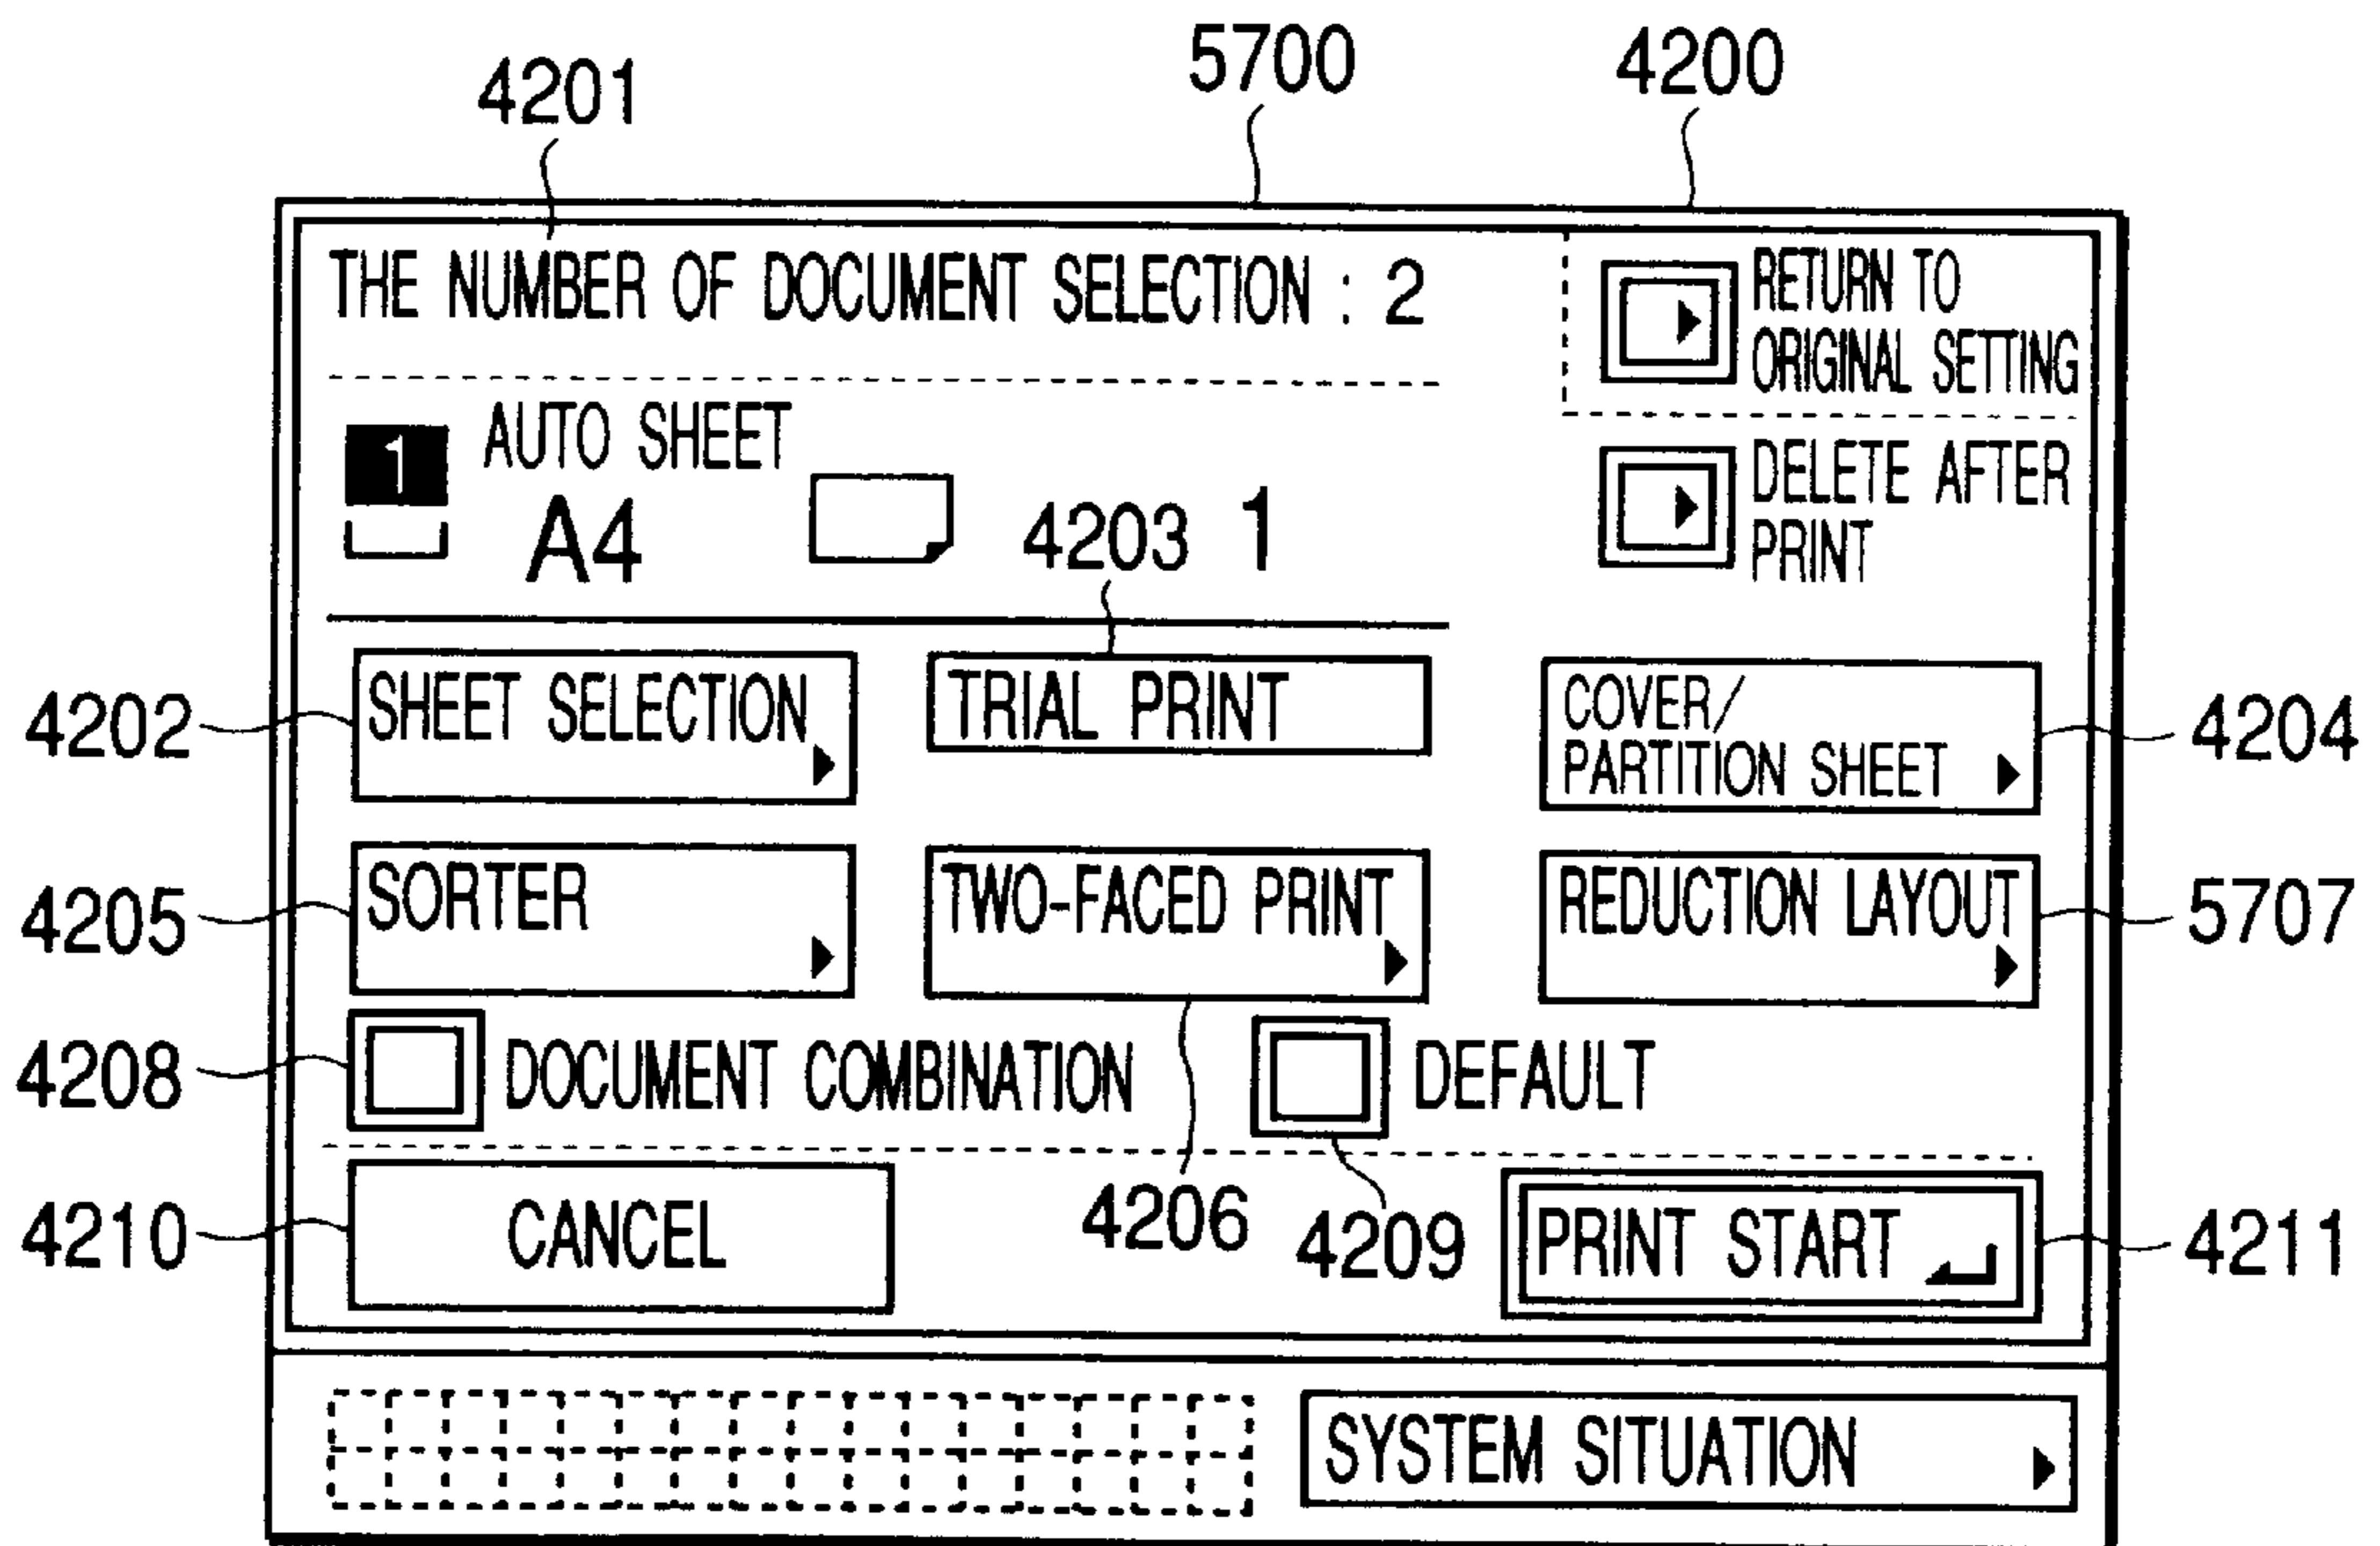 5700
4200
4201
THE NUMBER OF DOCUMENT SELECTION : 2
RETURN TO
ORIGINAL SETTING
1
AUTO SHEET
A4
4203
1
DELETE AFTER
PRINT
4202
SHEET SELECTION
TRIAL PRINT
COVER/
PARTITION SHEET
4204
4205
SORTER
TWO-FACED PRINT
REDUCTION LAYOUT
5707
4208
DOCUMENT COMBINATION
DEFAULT
4210
CANCEL
4206
4209
PRINT START
4211
SYSTEM SITUATION